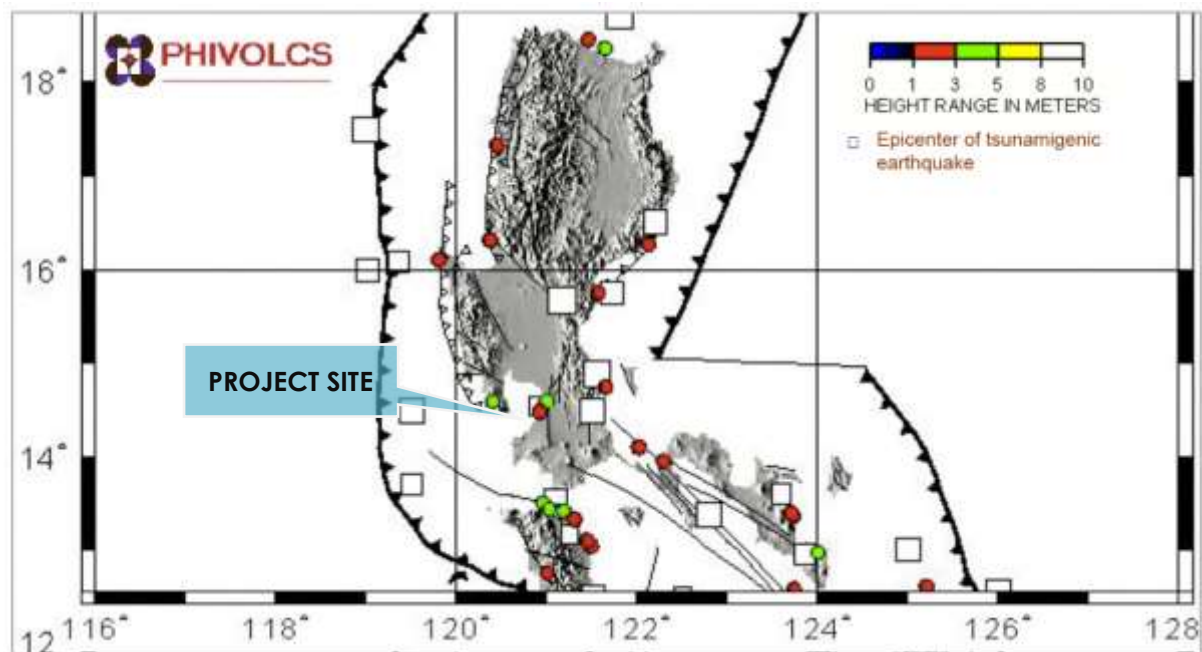 PHIVOLCS
0 1 3 5 8 10
HEIGHT RANGE IN METERS
Epicenter of tsunamigenic
earthquake
18°
16°
PROJECT SITE
14°
12
116° 118° 120° 122° 124° 126° 128